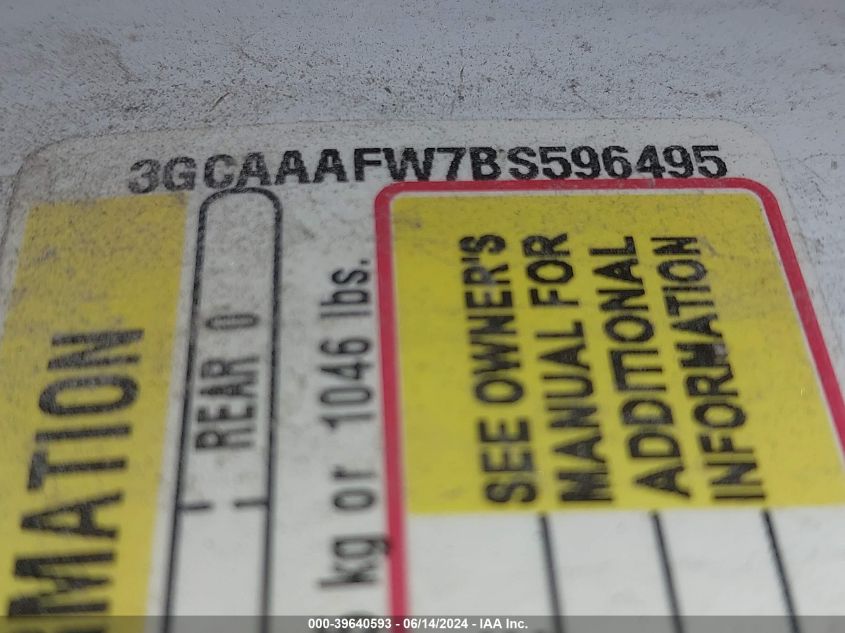 3GCAAAFW7BS596495
RMATION
REAR 0
kg or 1046 lbs.
SEE OWNER'S
MANUAL FOR
ADDITIONAL
INFORMATION
000-39640593 - 06/14/2024 - IAA Inc.